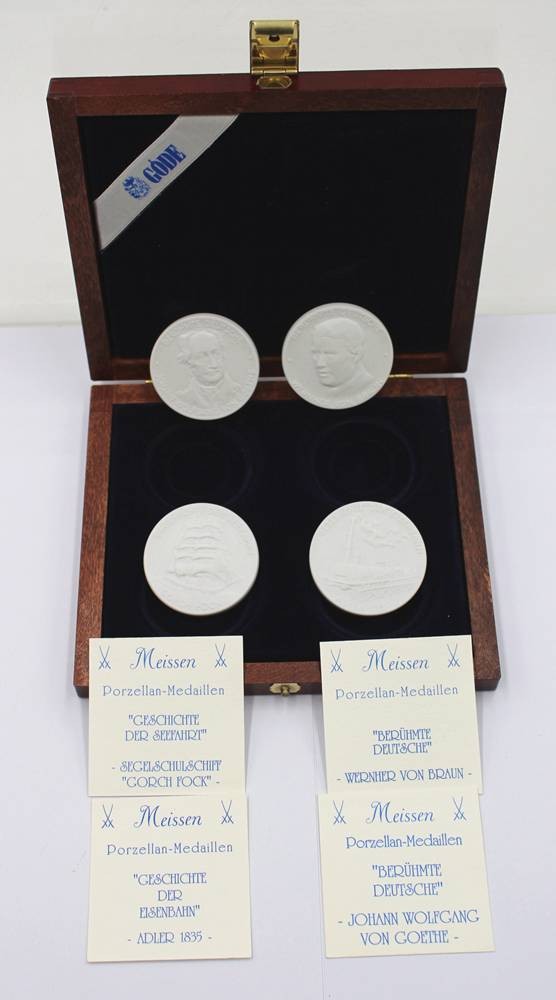 GÖDE
Meissen
Porzellan-Medaillen
"GESCHICHTE
DER SEEFAHRT"
- SEGELSCHULSCHIFF
"GORCH FOCK" -
Meissen
Porzellan-Medaillen
"BERÜHMTE
DEUTSCHE"
- WERNHER VON BRAUN -
Meissen
Porzellan-Medaillen
"GESCHICHTE
DER
EISENBAHN"
- ADLER 1835 -
Meissen
Porzellan-Medaillen
"BERÜHMTE
DEUTSCHE"
- JOHANN WOLFGANG
VON GOETHE -